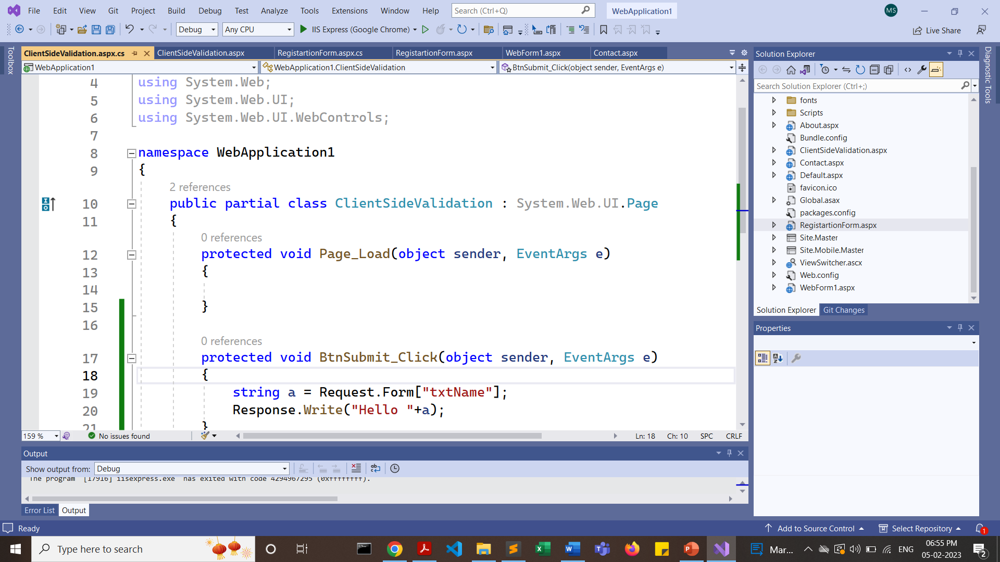 File Edit View Git Project Build Debug Test Analyze Tools Extensions Window Help Search (Ctrl+Q) WebApplication1 MS
Debug Any CPU IIS Express (Google Chrome) Live Share
Toolbox
ClientSideValidation.aspx.cs ClientSideValidation.aspx RegistartionForm.aspx.cs RegistartionForm.aspx WebForm1.aspx Contact.aspx
WebApplication1 WebApplication1.ClientSideValidation BtnSubmit_Click(object sender, EventArgs e)
4 using System.Web;
5 using System.Web.UI;
6 using System.Web.UI.WebControls;
7
8 namespace WebApplication1
9 {
2 references
10 public partial class ClientSideValidation : System.Web.UI.Page
11 {
0 references
12 protected void Page_Load(object sender, EventArgs e)
13 {
14
15 }
16
0 references
17 protected void BtnSubmit_Click(object sender, EventArgs e)
18 {
19 string a = Request.Form["txtName"];
20 Response.Write("Hello "+a);
21 }
159 % No issues found Ln: 18 Ch: 10 SPC CRLF
Output
Show output from: Debug
The program '[17916] iisexpress.exe' has exited with code 4294967295 (0xffffffff).
Error List Output
Solution Explorer
Search Solution Explorer (Ctrl+;)
fonts
Scripts
About.aspx
Bundle.config
ClientSideValidation.aspx
Contact.aspx
Default.aspx
favicon.ico
Global.asax
packages.config
RegistartionForm.aspx
Site.Master
Site.Mobile.Master
ViewSwitcher.ascx
Web.config
WebForm1.aspx
Solution Explorer Git Changes
Properties
Diagnostic Tools
Ready Add to Source Control Select Repository 1
Type here to search Mar... ENG 06:55 PM
05-02-2023 2